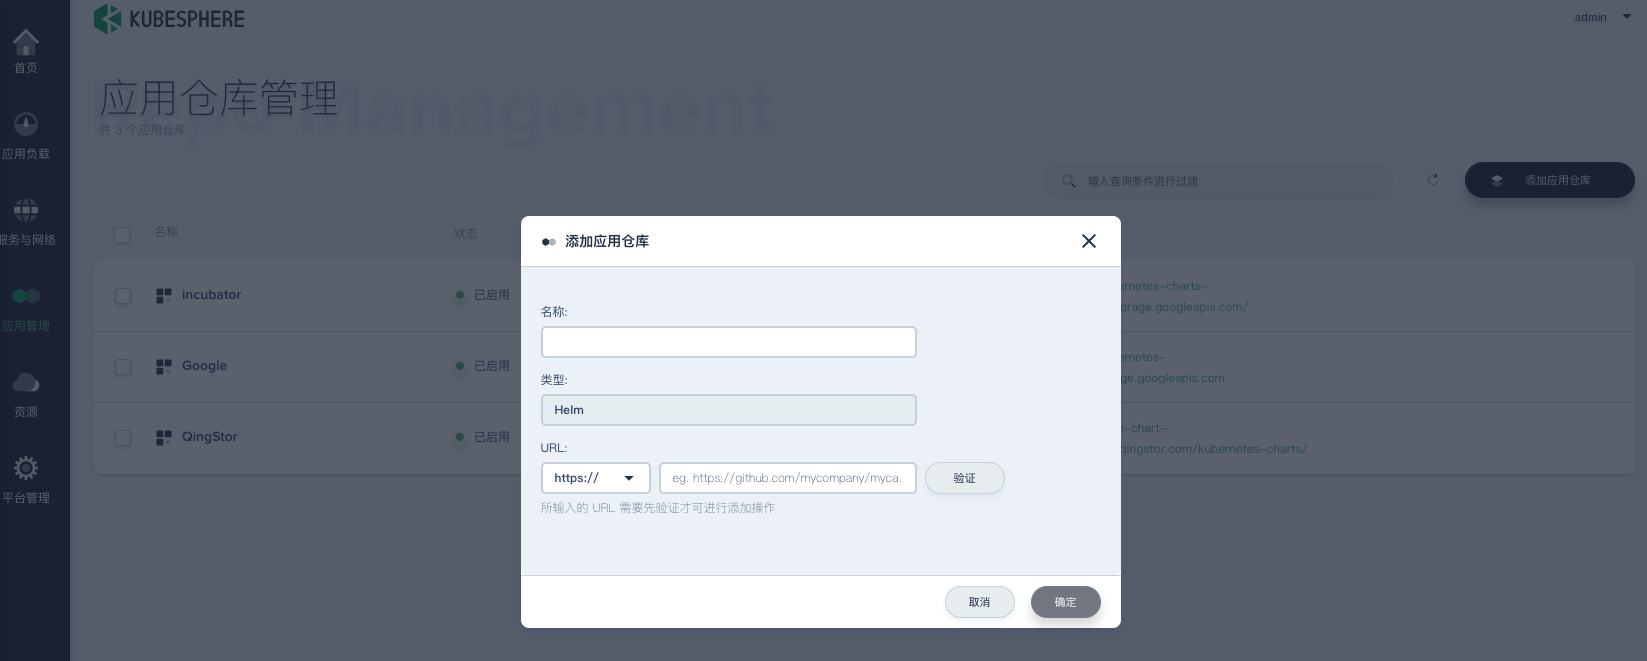 KUBESPHERE
admin
首页
应用负载
服务与网络
应用管理
资源
平台管理
Management
应用仓库管理
共 3 个应用仓库
输入查询条件进行过滤
添加应用仓库
名称
状态
incubator
已启用
ernetes-charts-
orage.googleapis.com/
Google
已启用
ernetes-
ge.googleapis.com
QingStor
已启用
-chart-
qingstor.com/kubernetes-charts/
添加应用仓库
名称:
类型:
Helm
URL:
https://
eg. https://github.com/mycompany/myca.
验证
所输入的 URL 需要先验证才可进行添加操作
取消
确定